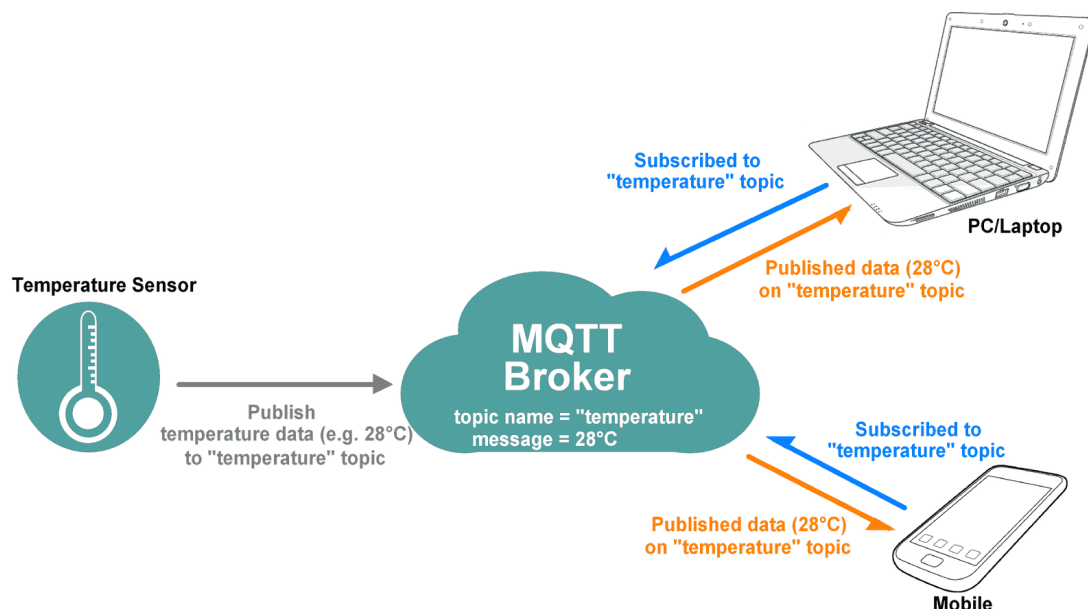 Subscribed to
"temperature" topic
PC/Laptop
Published data (28°C)
on "temperature" topic
Temperature Sensor
MQTT
Broker
topic name = "temperature"
message = 28°C
Publish
temperature data (e.g. 28°C)
to "temperature" topic
Subscribed to
"temperature" topic
Published data (28°C)
on "temperature" topic
Mobile